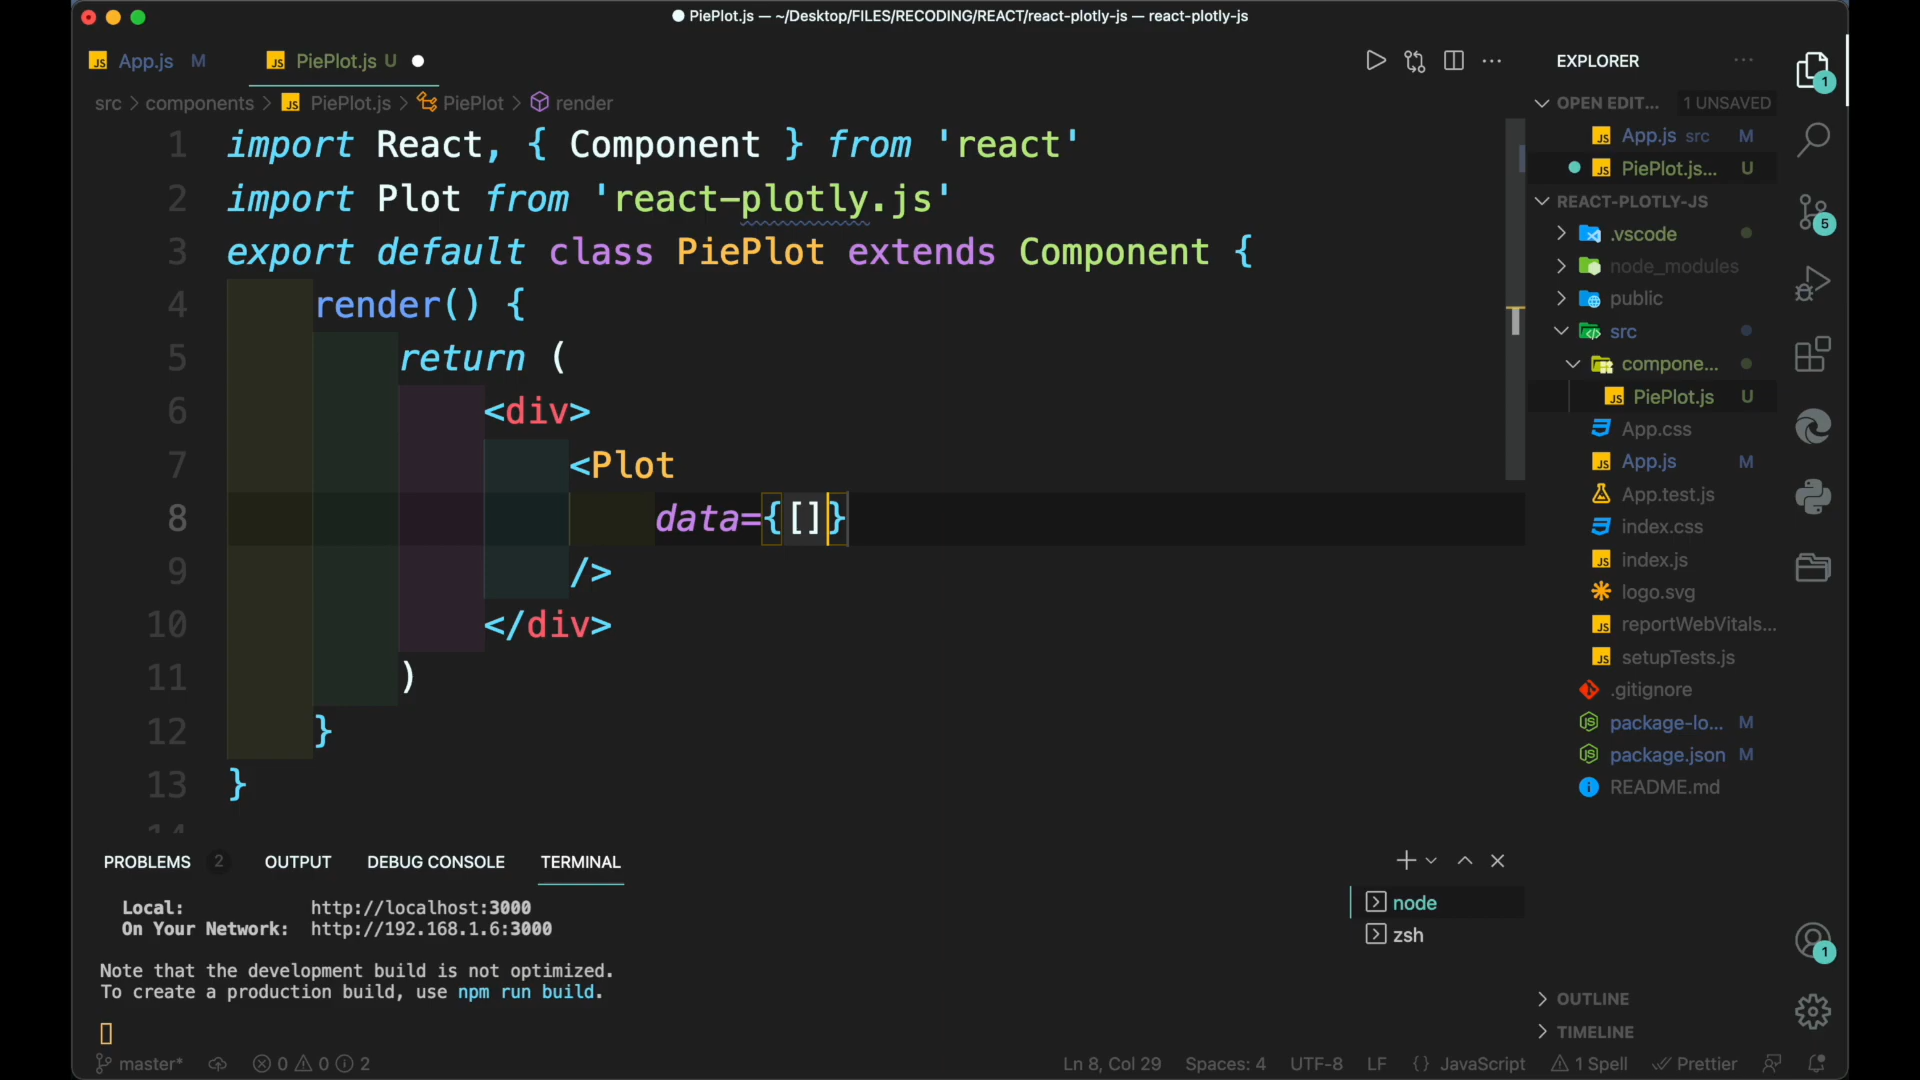 PiePlot.js — ~/Desktop/FILES/RECODING/REACT/react-plotly-js — react-plotly-js
App.js M
PiePlot.js U
src > components > PiePlot.js > PiePlot > render
1 import React, { Component } from 'react'
2 import Plot from 'react-plotly.js'
3 export default class PiePlot extends Component {
4 render() {
5 return (
6 <div>
7 <Plot
8 data={[]}
9 />
10 </div>
11 )
12 }
13 }
PROBLEMS 2 OUTPUT DEBUG CONSOLE TERMINAL
Local: http://localhost:3000
On Your Network: http://192.168.1.6:3000
Note that the development build is not optimized.
To create a production build, use npm run build.
node
zsh
EXPLORER
OPEN EDIT... 1 UNSAVED
App.js src M
PiePlot.js... U
REACT-PLOTLY-JS
.vscode
node_modules
public
src
compone...
PiePlot.js U
App.css
App.js M
App.test.js
index.css
index.js
logo.svg
reportWebVitals...
setupTests.js
.gitignore
package-lo... M
package.json M
README.md
OUTLINE
TIMELINE
1
5
1
master* 0 0 2 Ln 8, Col 29 Spaces: 4 UTF-8 LF {} JavaScript 1 Spell Prettier